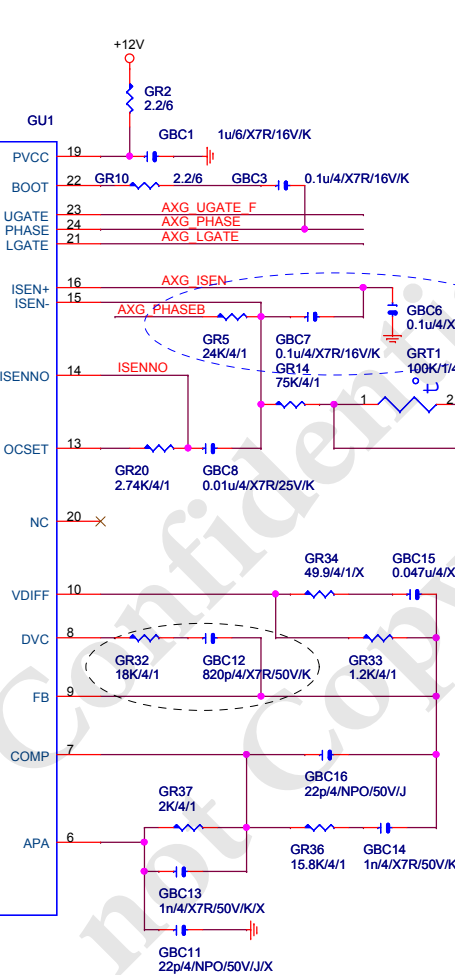 +12V
GR2
2.2/6
GU1
GBC1
1u/6/X7R/16V/K
PVCC 19
BOOT 22
GR10
2.2/6
GBC3
0.1u/4/X7R/16V/K
UGATE 23
AXG_UGATE_F
PHASE 24
AXG_PHASE
LGATE 21
AXG_LGATE
ISEN+ 16
AXG_ISEN
ISEN- 15
AXG_PHASEB
GBC6
0.1u/4/X
GR5
24K/4/1
GBC7
0.1u/4/X7R/16V/K
GRT1
100K/1/4
GR14
75K/4/1
ISENNO 14
ISENNO
1
2
OCSET 13
GR20
2.74K/4/1
GBC8
0.01u/4/X7R/25V/K
NC 20
GR34
49.9/4/1/X
GBC15
0.047u/4/X
VDIFF 10
DVC 8
GR32
18K/4/1
GBC12
820p/4/X7R/50V/K
GR33
1.2K/4/1
FB 9
COMP 7
GBC16
22p/4/NPO/50V/J
GR37
2K/4/1
APA 6
GR36
15.8K/4/1
GBC14
1n/4/X7R/50V/K
GBC13
1n/4/X7R/50V/K/X
GBC11
22p/4/NPO/50V/J/X
Confidenti
not Copy